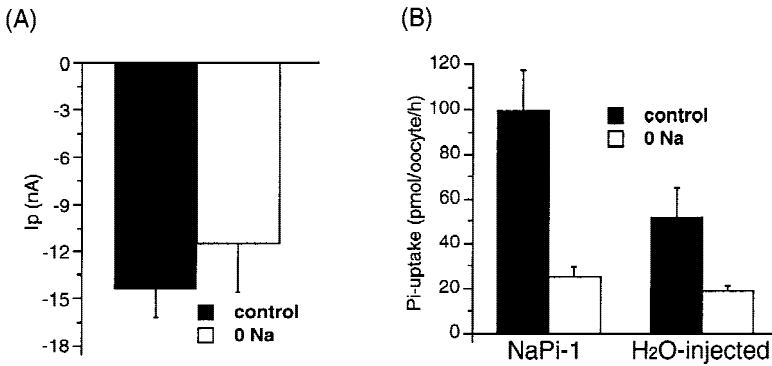 (A)
Ip (nA)
0
-3
-6
-9
-12
-15
-18
control
0 Na
(B)
Pi-uptake (pmol/oocyte/h)
120
100
80
60
40
20
0
control
0 Na
NaPi-1
H2O-injected